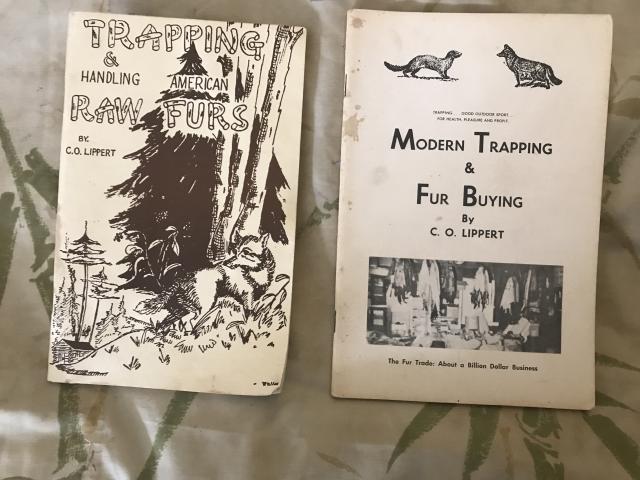 TRAPPING
&
HANDLING AMERICAN
RAW FURS
BY.
C.O. LIPPERT
TRAPPING . . . GOOD OUTDOOR SPORT . . .
FOR HEALTH, PLEASURE AND PEOPLE.
MODERN TRAPPING
&
FUR BUYING
By
C. O. LIPPERT
The Fur Trade: About a Billion Dollar Business